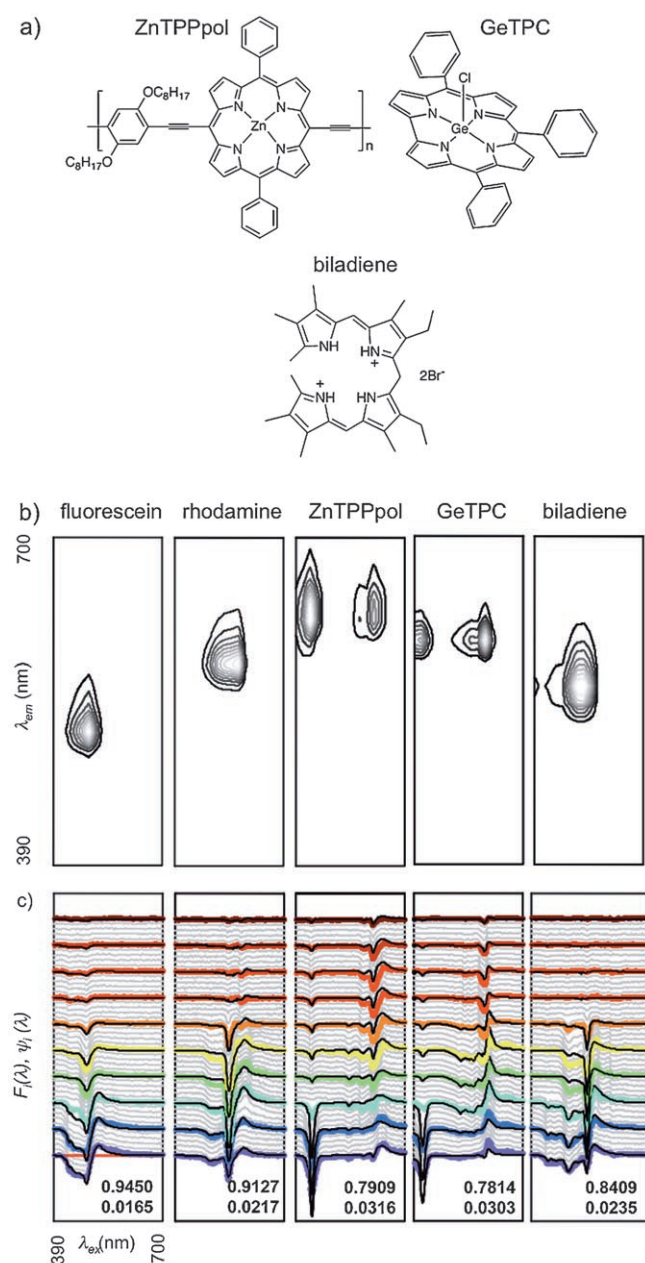 a)
ZnTPPpol
GeTPC
OC₈H₁₇
C₈H₁₇O
N
N
Zn
N
N
n
Cl
N
N
Ge
N
N
biladiene
NH
HN
+
+
NH
HN
2Br⁻
b)
fluorescein rhodamine ZnTPPpol GeTPC biladiene
700
λem (nm)
390
c)
Fi(λ), ψi (λ)
0.9450 0.9127 0.7909 0.7814 0.8409
0.0165 0.0217 0.0316 0.0303 0.0235
390 λex(nm) 700